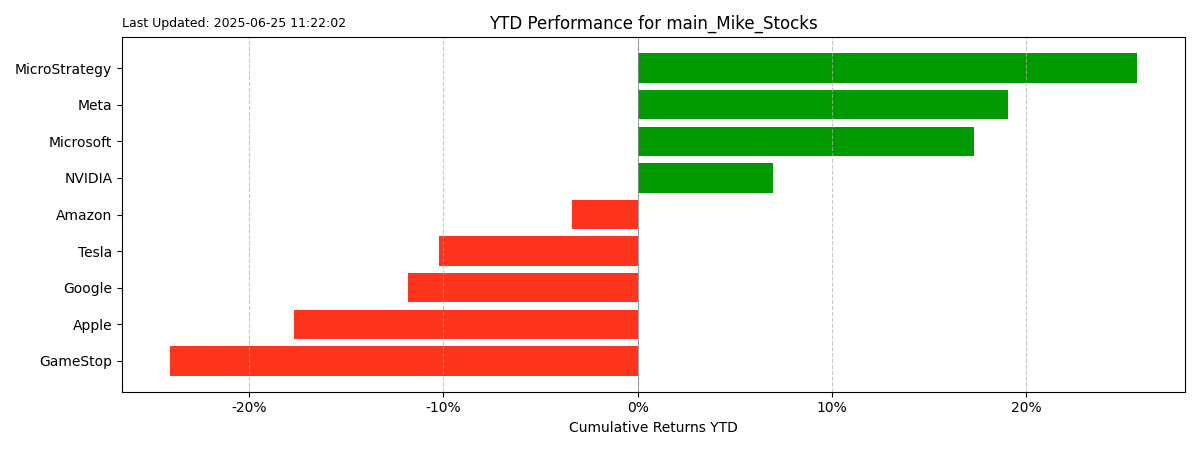 Last Updated: 2025-06-25 11:22:02
YTD Performance for main_Mike_Stocks
MicroStrategy
Meta
Microsoft
NVIDIA
Amazon
Tesla
Google
Apple
GameStop
-20% -10% 0% 10% 20%
Cumulative Returns YTD